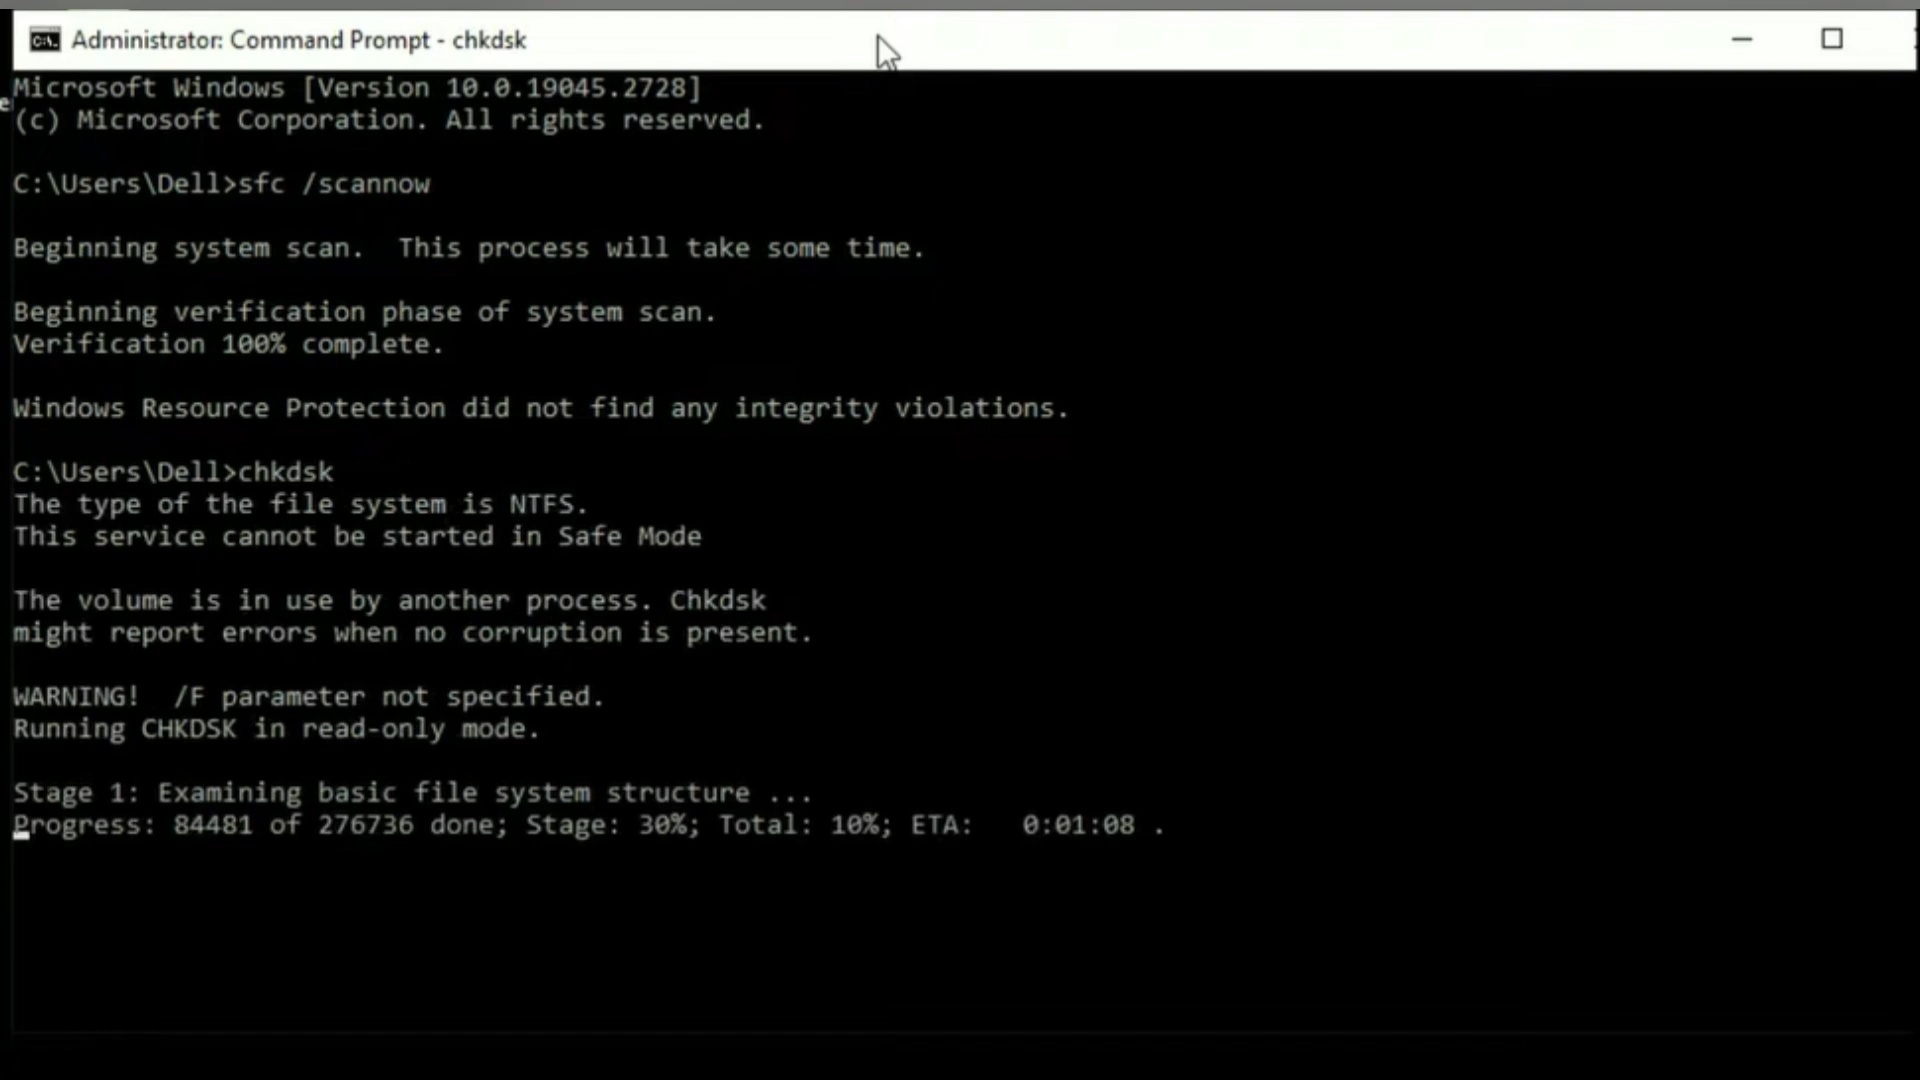 Administrator: Command Prompt - chkdsk
Microsoft Windows [Version 10.0.19045.2728]
(c) Microsoft Corporation. All rights reserved.
C:\Users\Dell>sfc /scannow
Beginning system scan.  This process will take some time.
Beginning verification phase of system scan.
Verification 100% complete.
Windows Resource Protection did not find any integrity violations.
C:\Users\Dell>chkdsk
The type of the file system is NTFS.
This service cannot be started in Safe Mode
The volume is in use by another process. Chkdsk
might report errors when no corruption is present.
WARNING!  /F parameter not specified.
Running CHKDSK in read-only mode.
Stage 1: Examining basic file system structure ...
Progress: 84481 of 276736 done; Stage: 30%; Total: 10%; ETA:   0:01:08 .